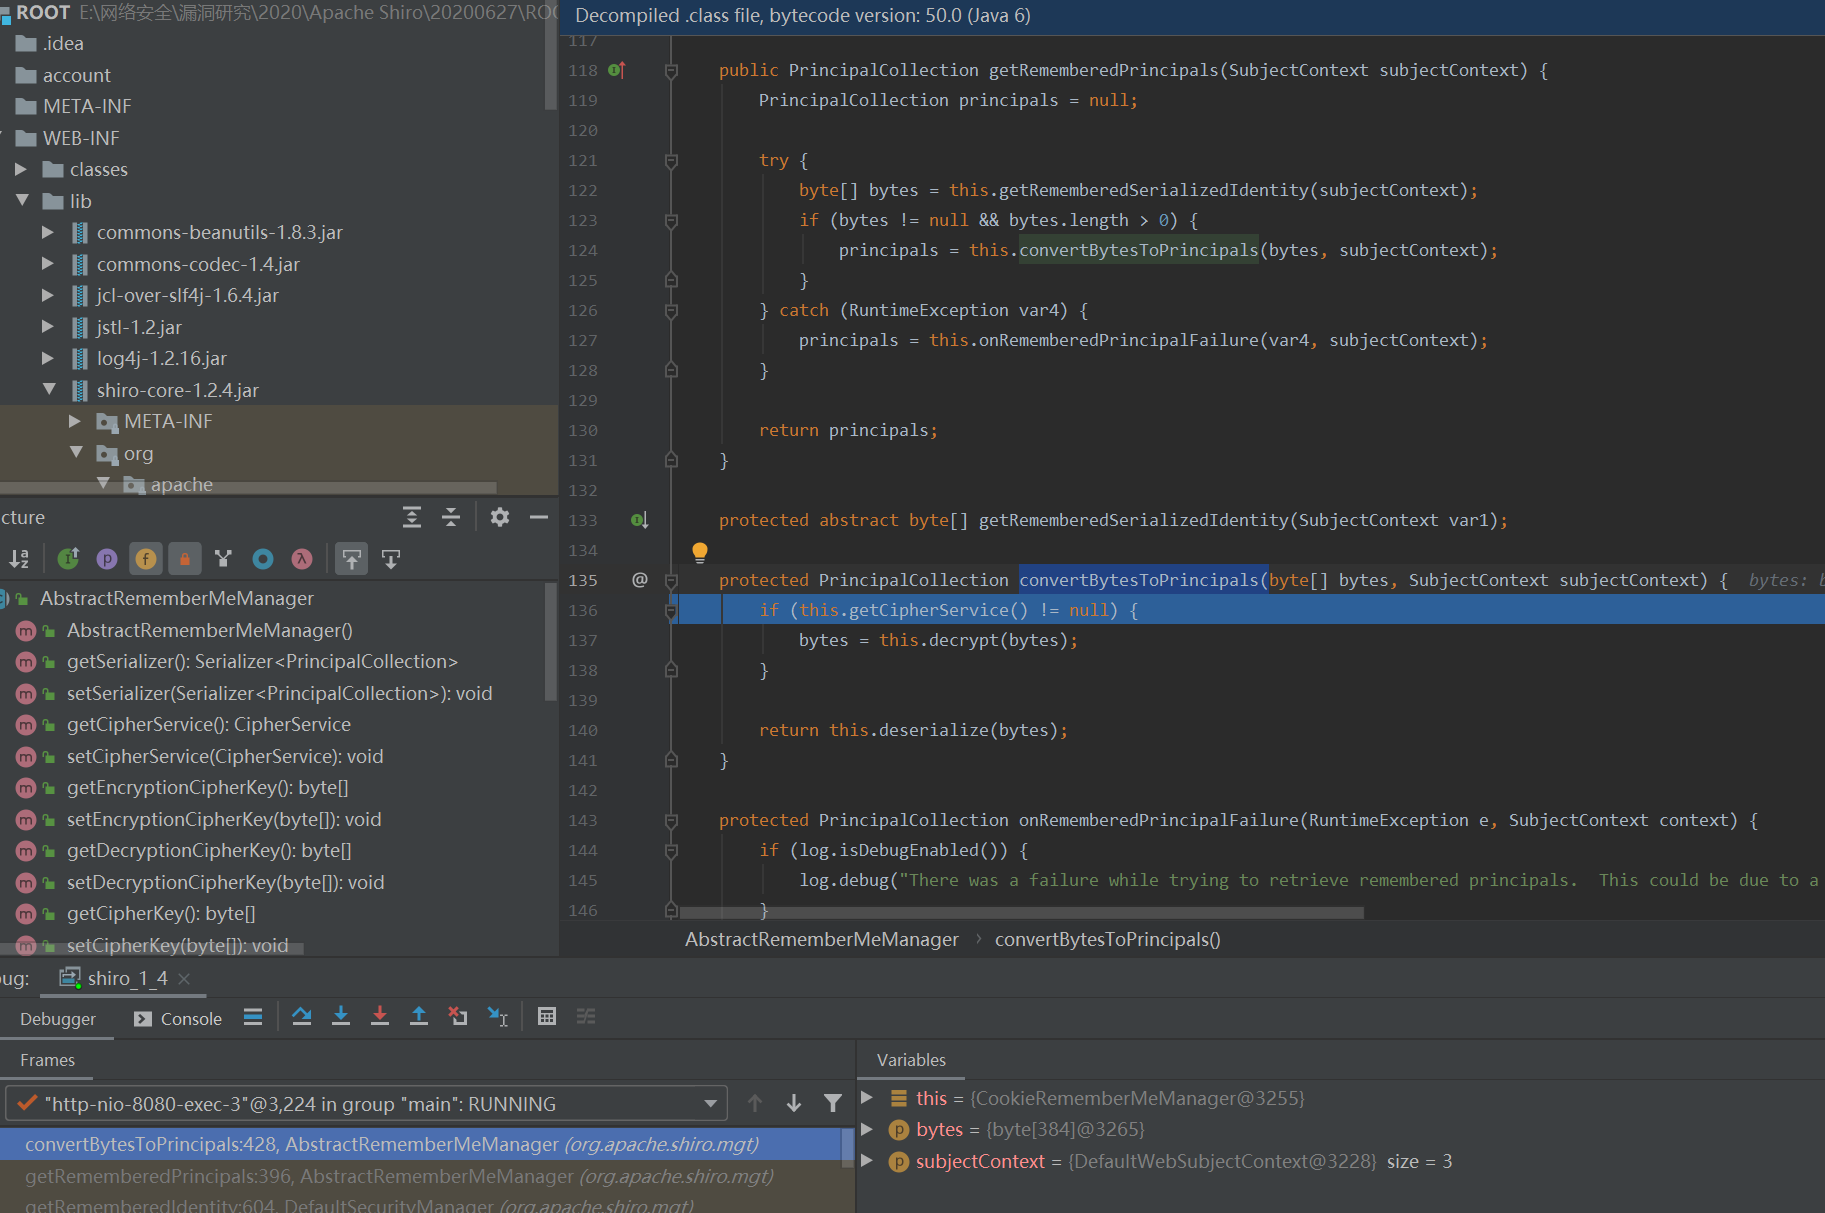 ROOT E:\网络安全\漏洞研究\2020\Apache Shiro\20200627\ROO
.idea
account
META-INF
WEB-INF
classes
lib
commons-beanutils-1.8.3.jar
commons-codec-1.4.jar
jcl-over-slf4j-1.6.4.jar
jstl-1.2.jar
log4j-1.2.16.jar
shiro-core-1.2.4.jar
META-INF
org
apache
Decompiled .class file, bytecode version: 50.0 (Java 6)
117
118 public PrincipalCollection getRememberedPrincipals(SubjectContext subjectContext) {
119 PrincipalCollection principals = null;
120
121 try {
122 byte[] bytes = this.getRememberedSerializedIdentity(subjectContext);
123 if (bytes != null && bytes.length > 0) {
124 principals = this.convertBytesToPrincipals(bytes, subjectContext);
125 }
126 } catch (RuntimeException var4) {
127 principals = this.onRememberedPrincipalFailure(var4, subjectContext);
128 }
129
130 return principals;
131 }
132
133 protected abstract byte[] getRememberedSerializedIdentity(SubjectContext var1);
134
135 @ protected PrincipalCollection convertBytesToPrincipals(byte[] bytes, SubjectContext subjectContext) { bytes:
136 if (this.getCipherService() != null) {
137 bytes = this.decrypt(bytes);
138 }
139
140 return this.deserialize(bytes);
141 }
142
143 protected PrincipalCollection onRememberedPrincipalFailure(RuntimeException e, SubjectContext context) {
144 if (log.isDebugEnabled()) {
145 log.debug("There was a failure while trying to retrieve remembered principals.  This could be due to a
146 }
AbstractRememberMeManager › convertBytesToPrincipals()
cture
AbstractRememberMeManager
AbstractRememberMeManager()
getSerializer(): Serializer<PrincipalCollection>
setSerializer(Serializer<PrincipalCollection>): void
getCipherService(): CipherService
setCipherService(CipherService): void
getEncryptionCipherKey(): byte[]
setEncryptionCipherKey(byte[]): void
getDecryptionCipherKey(): byte[]
setDecryptionCipherKey(byte[]): void
getCipherKey(): byte[]
setCipherKey(byte[]): void
ug: shiro_1_4
Debugger Console
Frames
"http-nio-8080-exec-3"@3,224 in group "main": RUNNING
convertBytesToPrincipals:428, AbstractRememberMeManager (org.apache.shiro.mgt)
getRememberedPrincipals:396, AbstractRememberMeManager (org.apache.shiro.mgt)
getRememberedIdentity:604, DefaultSecurityManager (org.apache.shiro.mgt)
Variables
this = {CookieRememberMeManager@3255}
bytes = {byte[384]@3265}
subjectContext = {DefaultWebSubjectContext@3228} size = 3